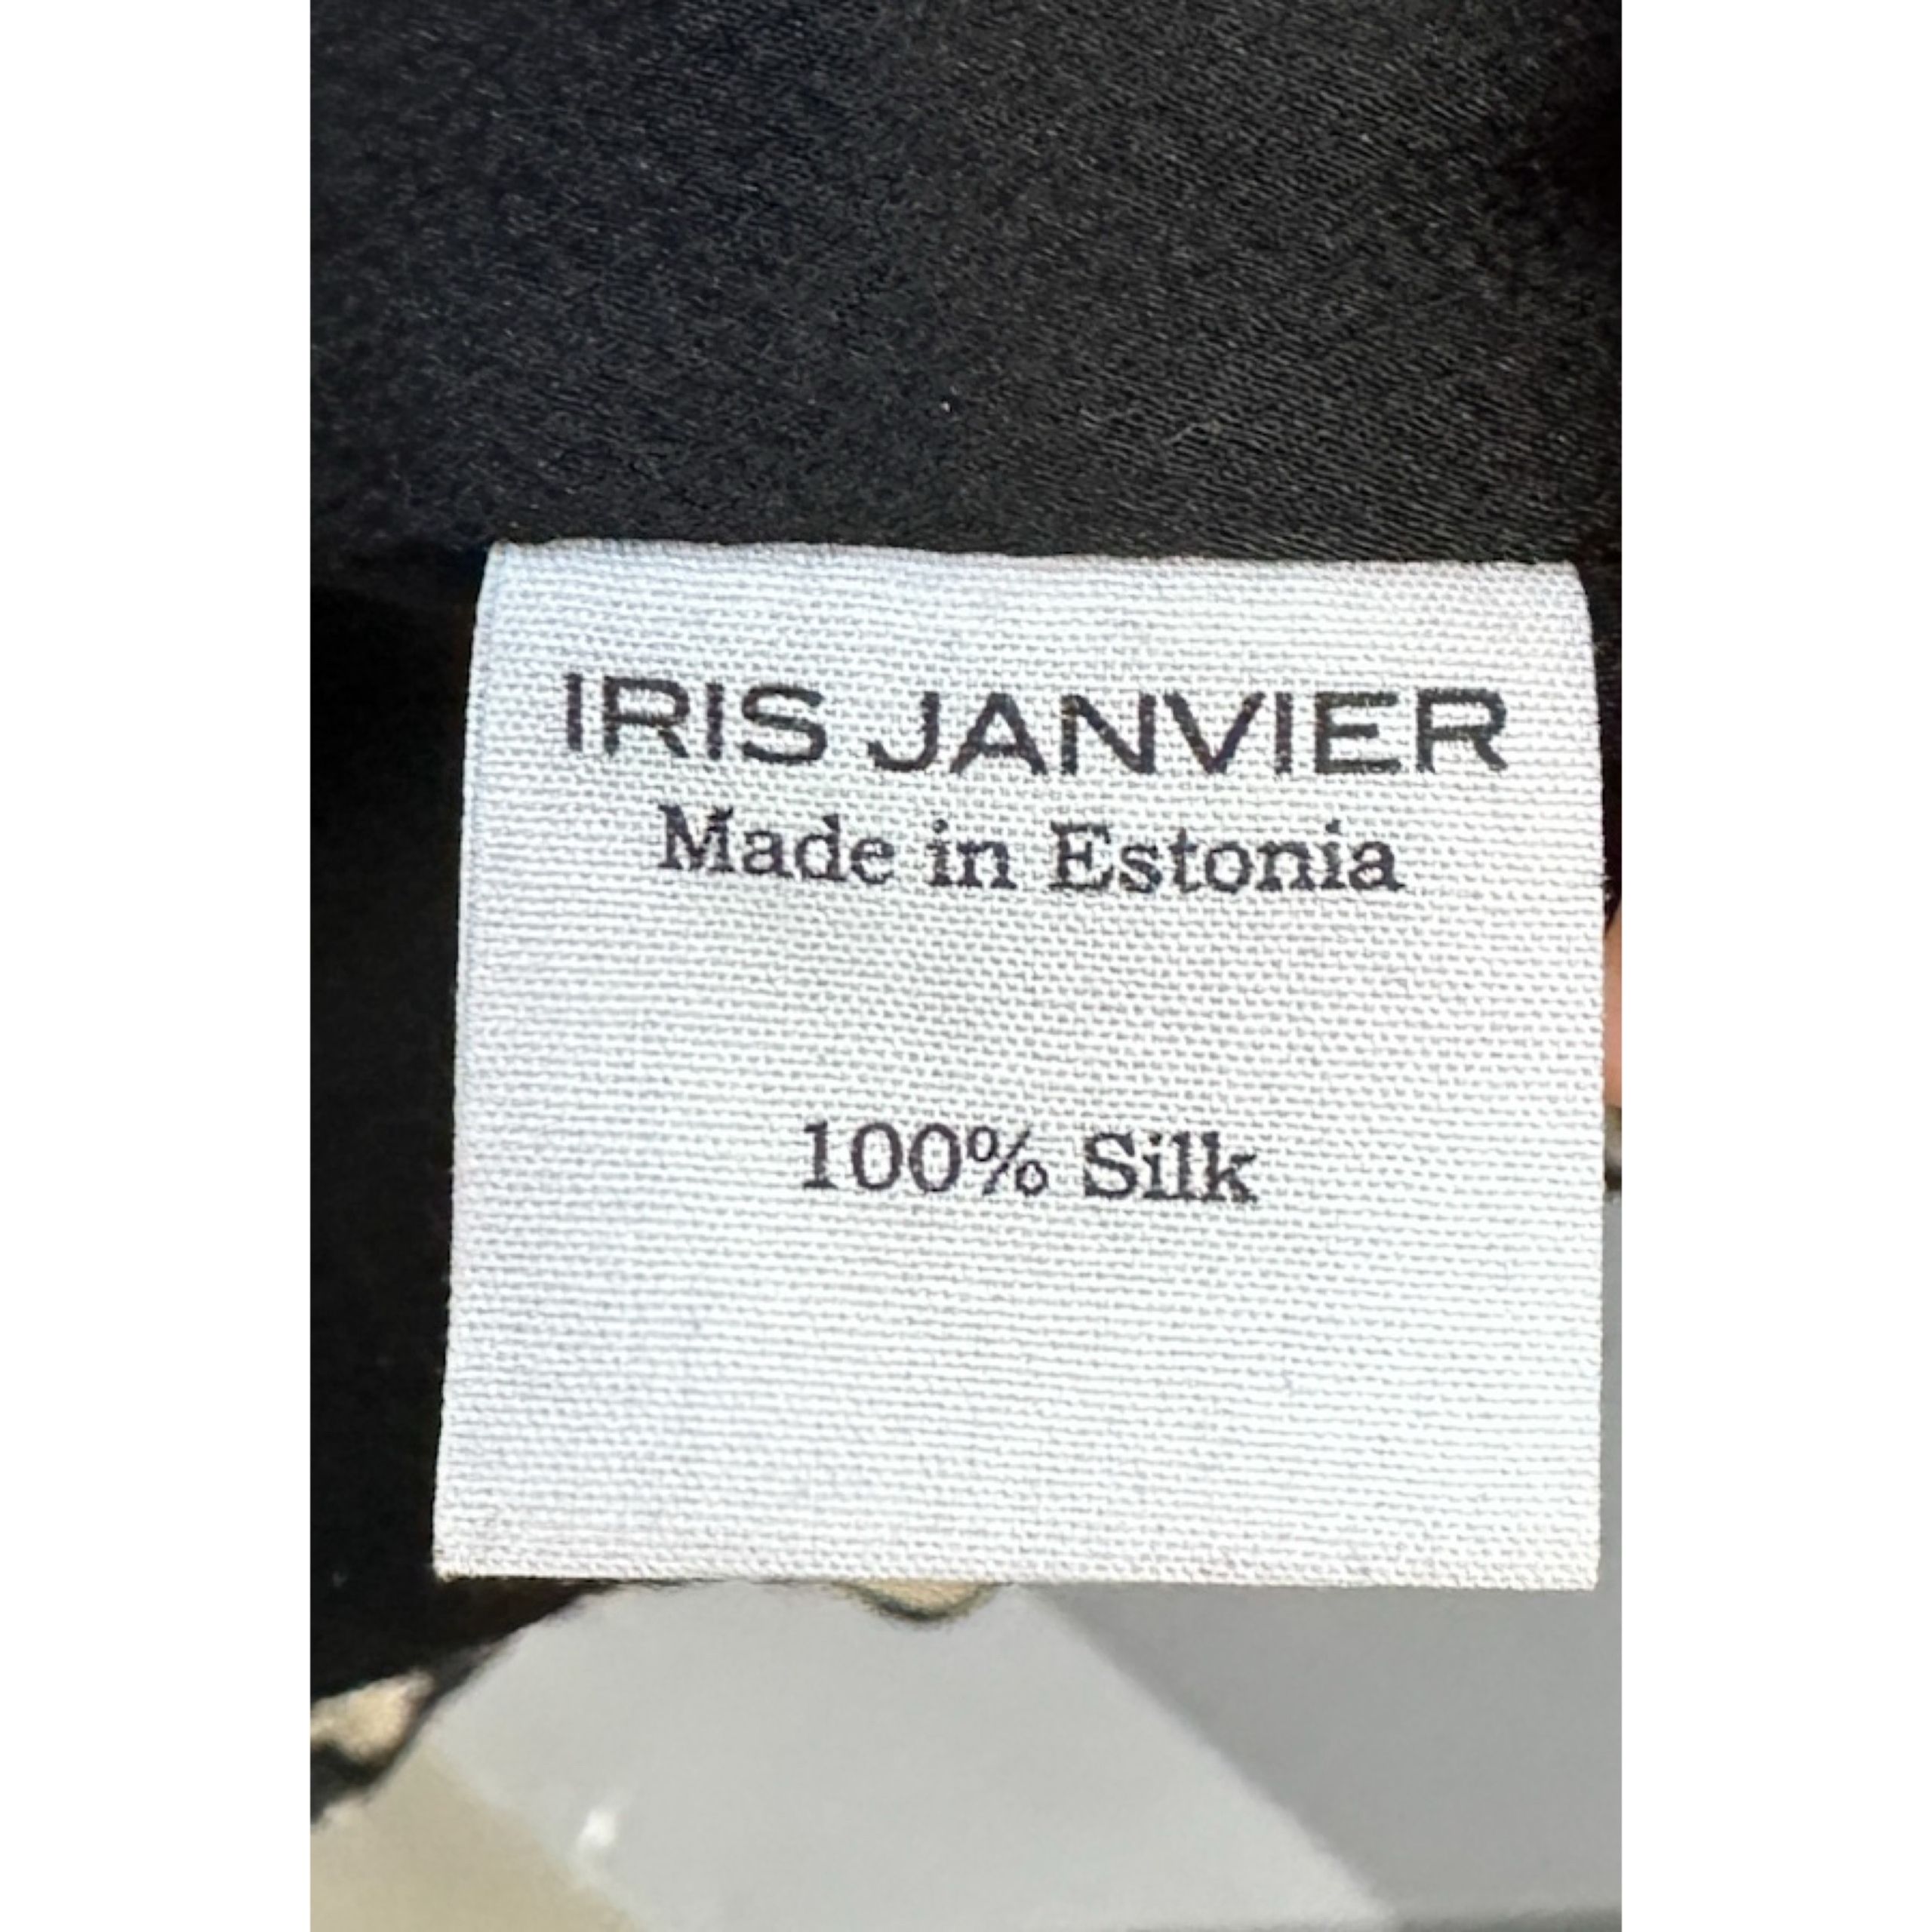 IRIS JANVIER
Made in Estonia
100% Silk